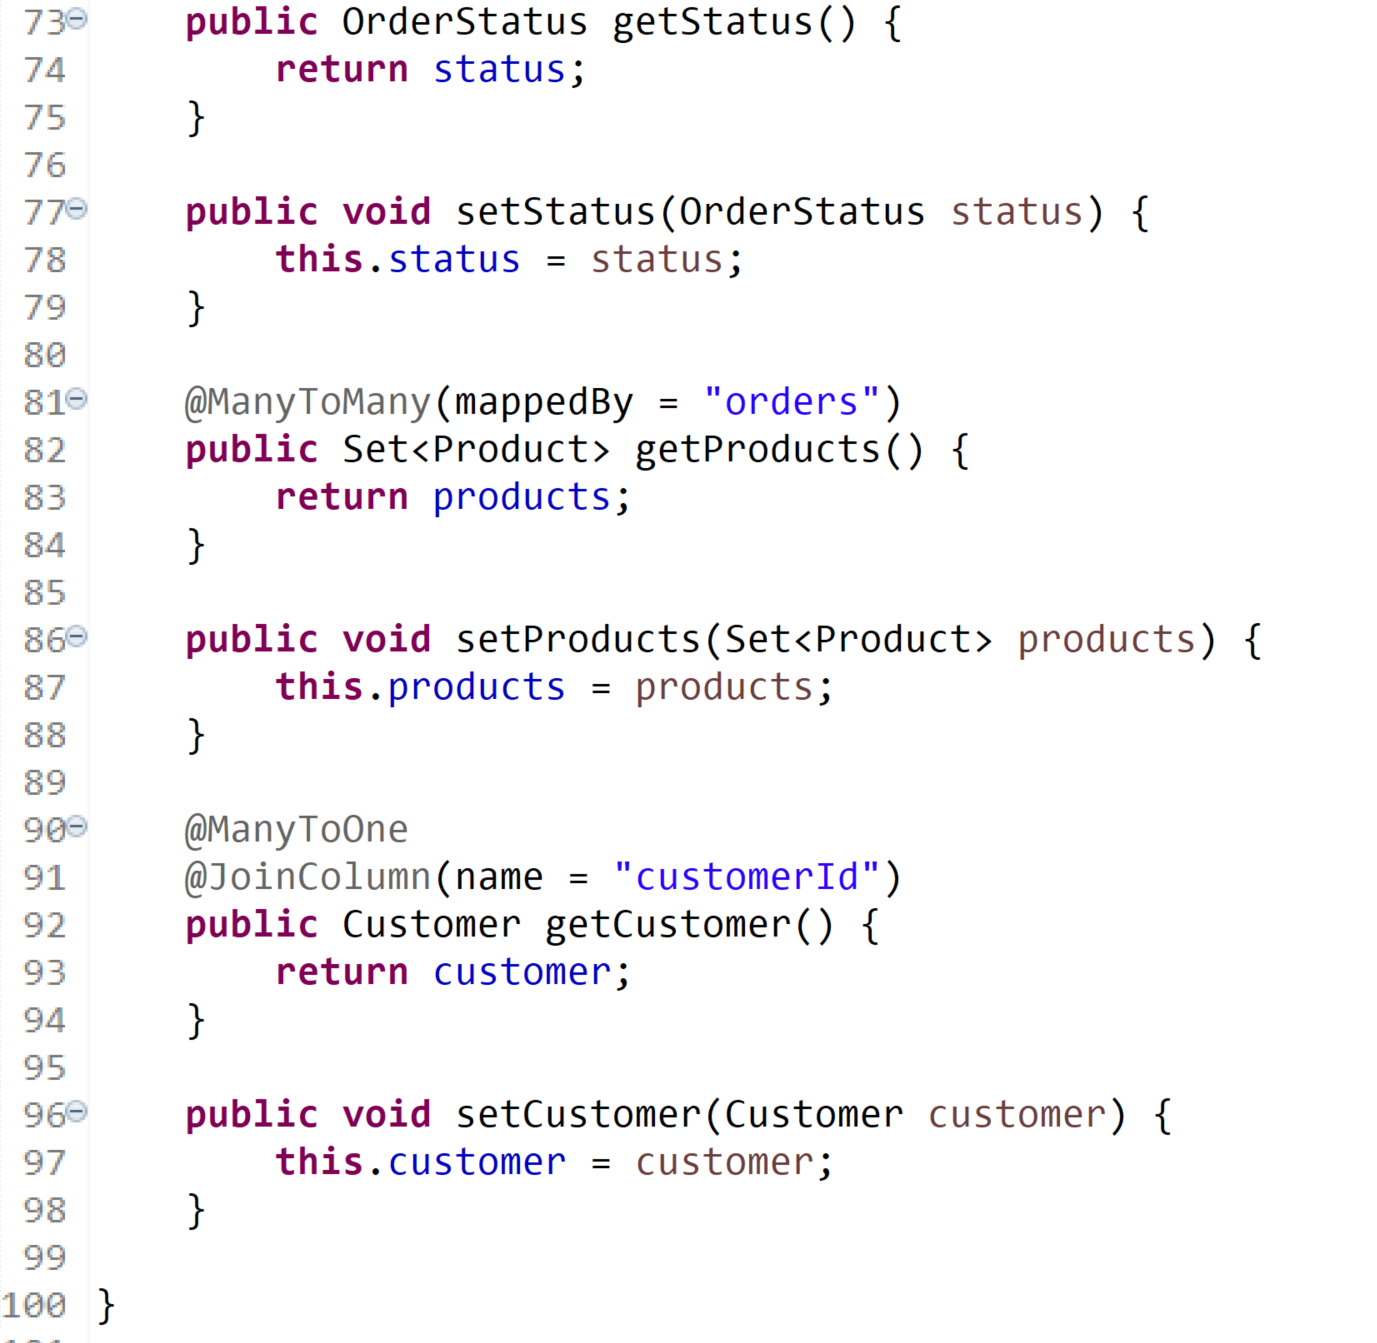 73 public OrderStatus getStatus() {
74 return status;
75 }
76
77 public void setStatus(OrderStatus status) {
78 this.status = status;
79 }
80
81 @ManyToMany(mappedBy = "orders")
82 public Set<Product> getProducts() {
83 return products;
84 }
85
86 public void setProducts(Set<Product> products) {
87 this.products = products;
88 }
89
90 @ManyToOne
91 @JoinColumn(name = "customerId")
92 public Customer getCustomer() {
93 return customer;
94 }
95
96 public void setCustomer(Customer customer) {
97 this.customer = customer;
98 }
99
100 }